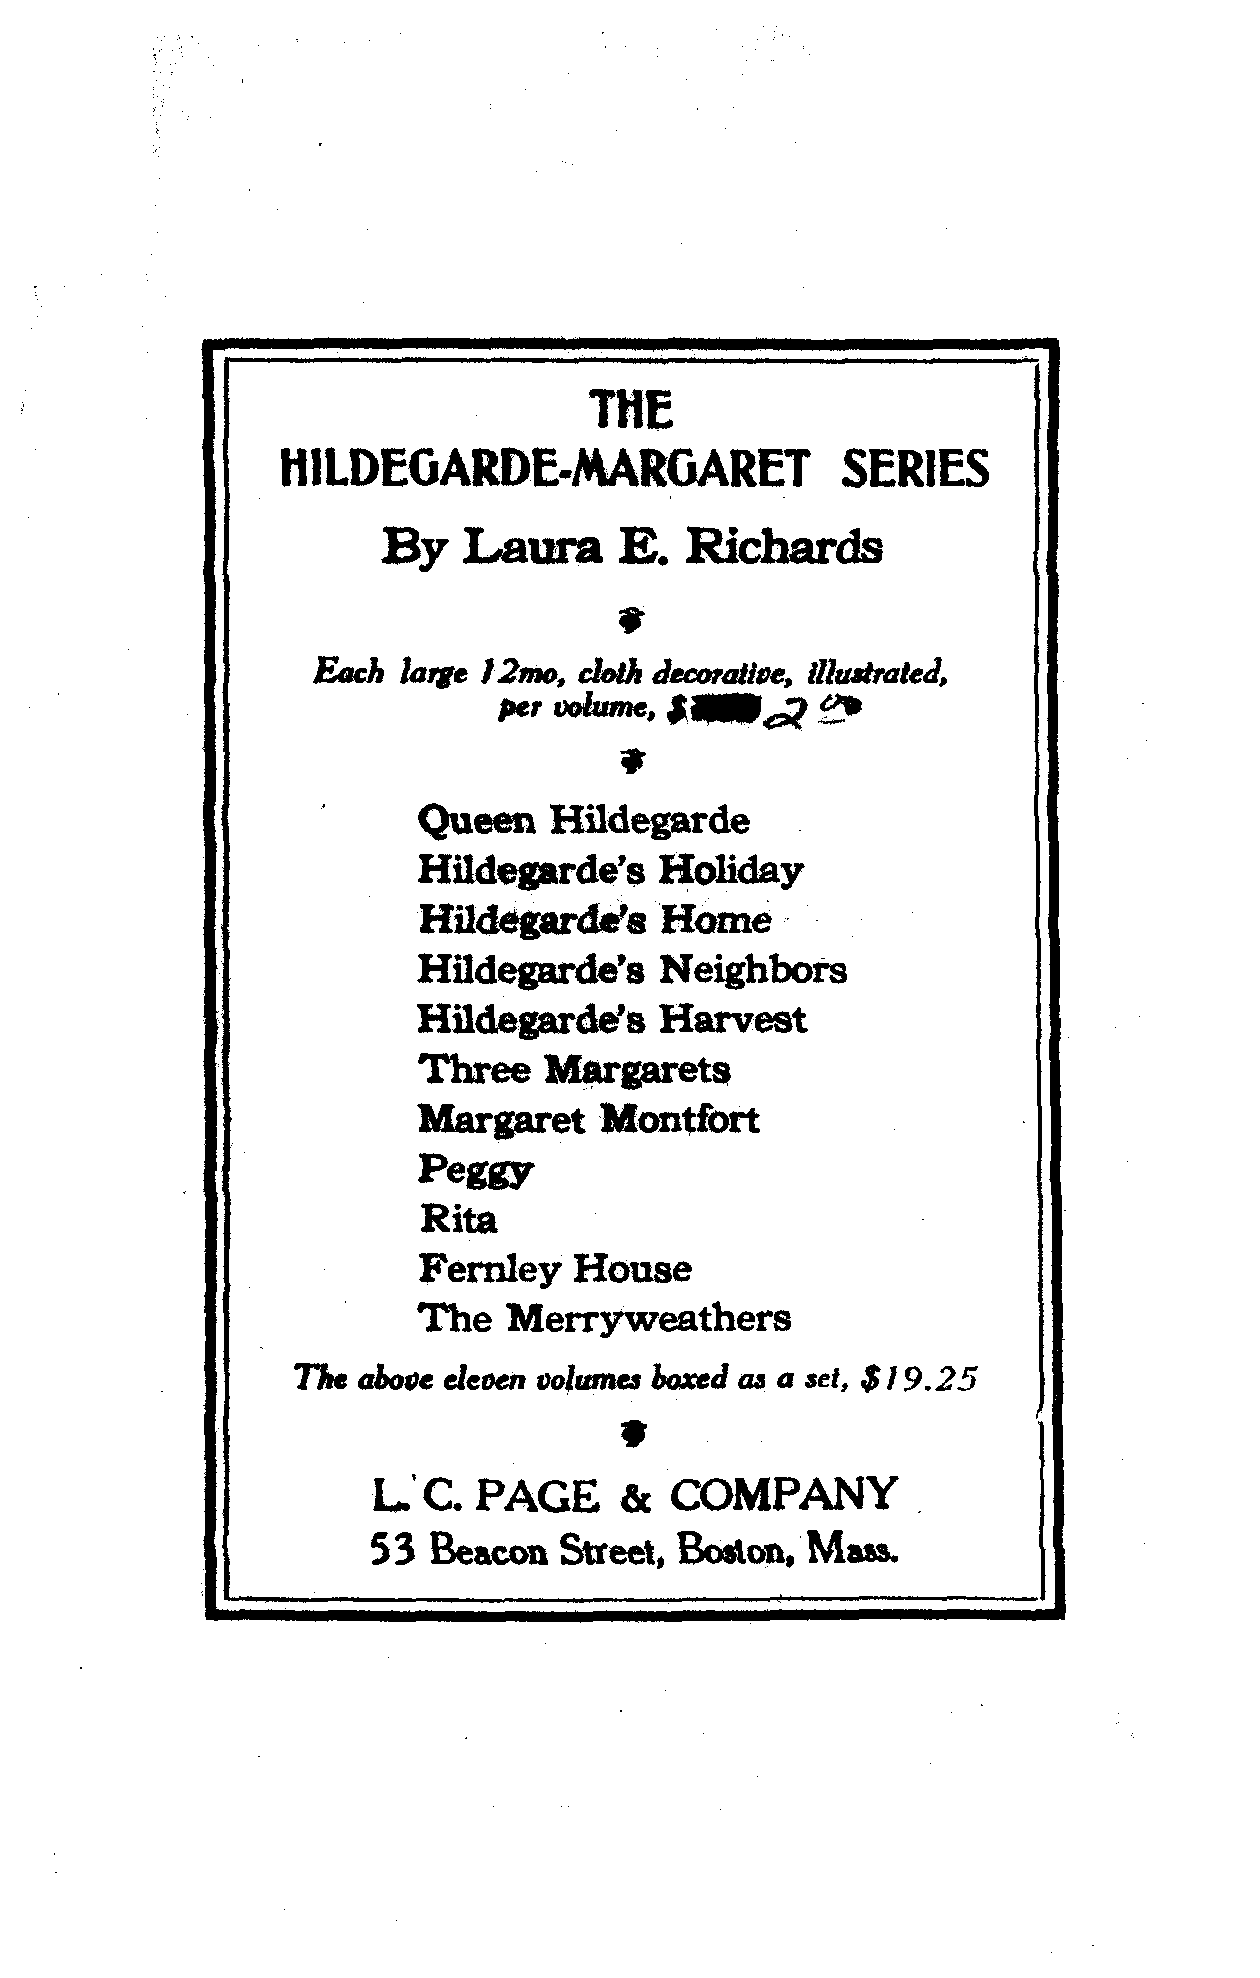 THE
HILDEGARDE-MARGARET SERIES
By Laura E. Richards
Each large 12mo, cloth decorative, illustrated,
per volume, $ 2 00
Queen Hildegarde
Hildegarde's Holiday
Hildegarde's Home
Hildegarde's Neighbors
Hildegarde's Harvest
Three Margarets
Margaret Montfort
Peggy
Rita
Fernley House
The Merryweathers
The above eleven volumes boxed as a set, $19.25
L. C. PAGE & COMPANY
53 Beacon Street, Boston, Mass.